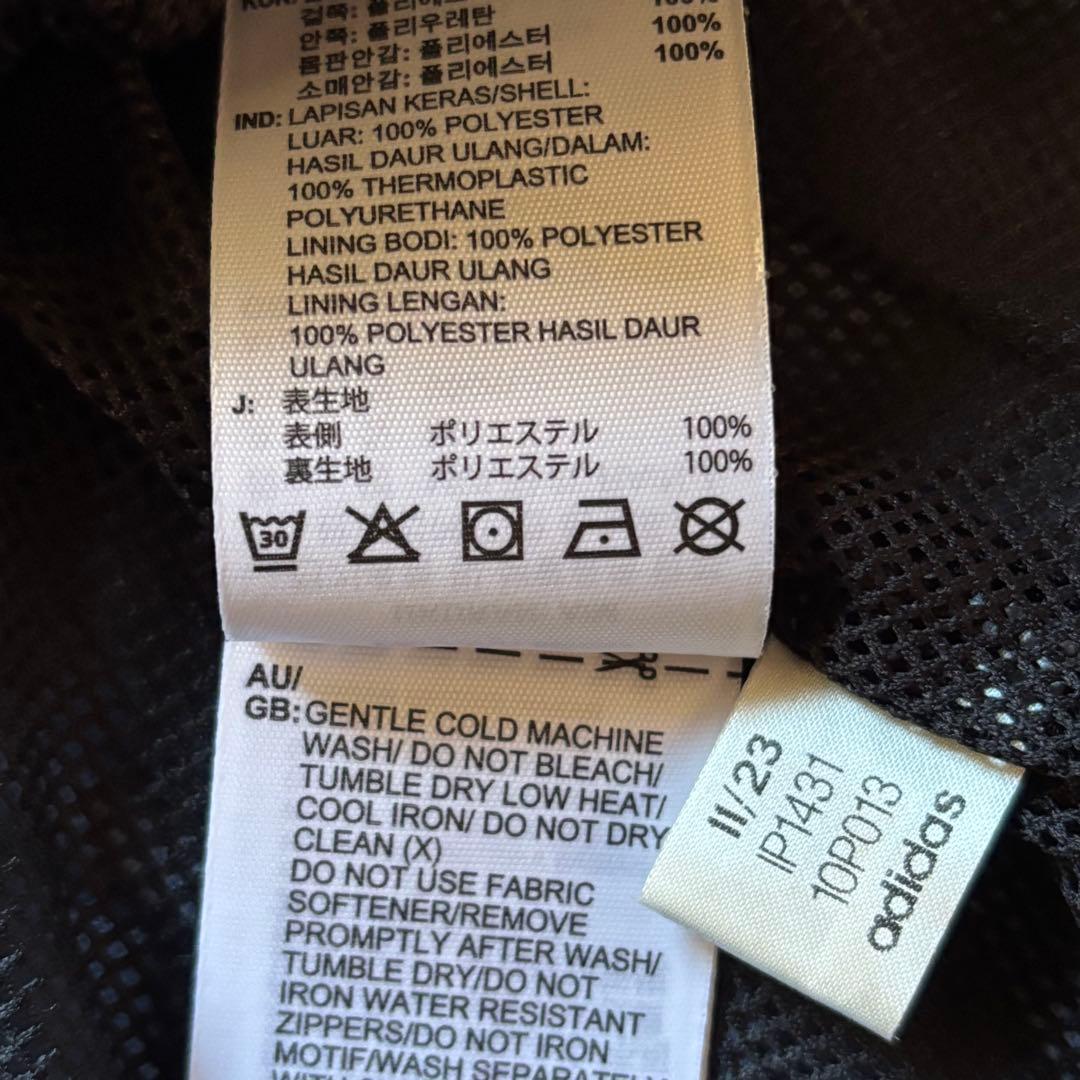 걸쪽: 폴리에스
안쪽: 폴리우레탄 100%
몸판안감: 폴리에스터 100%
소매안감: 폴리에스터
IND: LAPISAN KERAS/SHELL:
LUAR: 100% POLYESTER
HASIL DAUR ULANG/DALAM:
100% THERMOPLASTIC
POLYURETHANE
LINING BODI: 100% POLYESTER
HASIL DAUR ULANG
LINING LENGAN:
100% POLYESTER HASIL DAUR
ULANG
J: 表生地
表側 ポリエステル 100%
裏生地 ポリエステル 100%
30
AU/
GB: GENTLE COLD MACHINE
WASH/ DO NOT BLEACH/
TUMBLE DRY LOW HEAT/
COOL IRON/ DO NOT DRY
CLEAN (X)
DO NOT USE FABRIC
SOFTENER/REMOVE
PROMPTLY AFTER WASH/
TUMBLE DRY/DO NOT
IRON WATER RESISTANT
ZIPPERS/DO NOT IRON
MOTIF/WASH SEPARATELY
11/23
IP1431
10P013
adidas